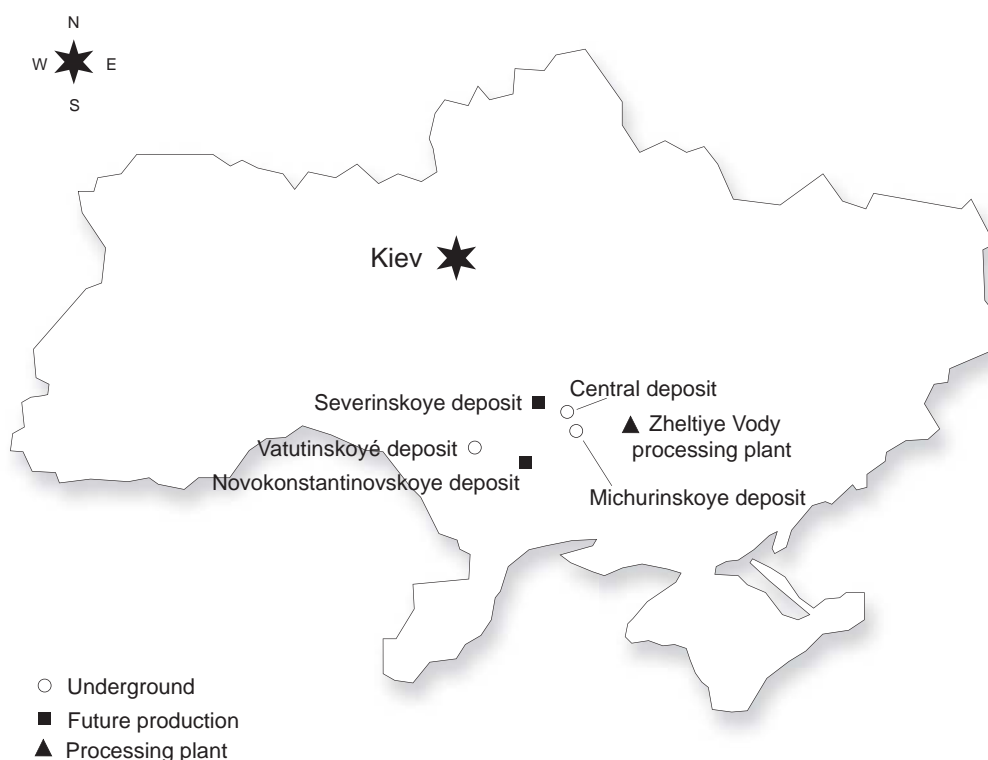 N
W
E
S
Kiev
Severinskoye deposit
Central deposit
Zheltiye Vody
processing plant
Vatutinskoyé deposit
Novokonstantinovskoye deposit
Michurinskoye deposit
Underground
Future production
Processing plant